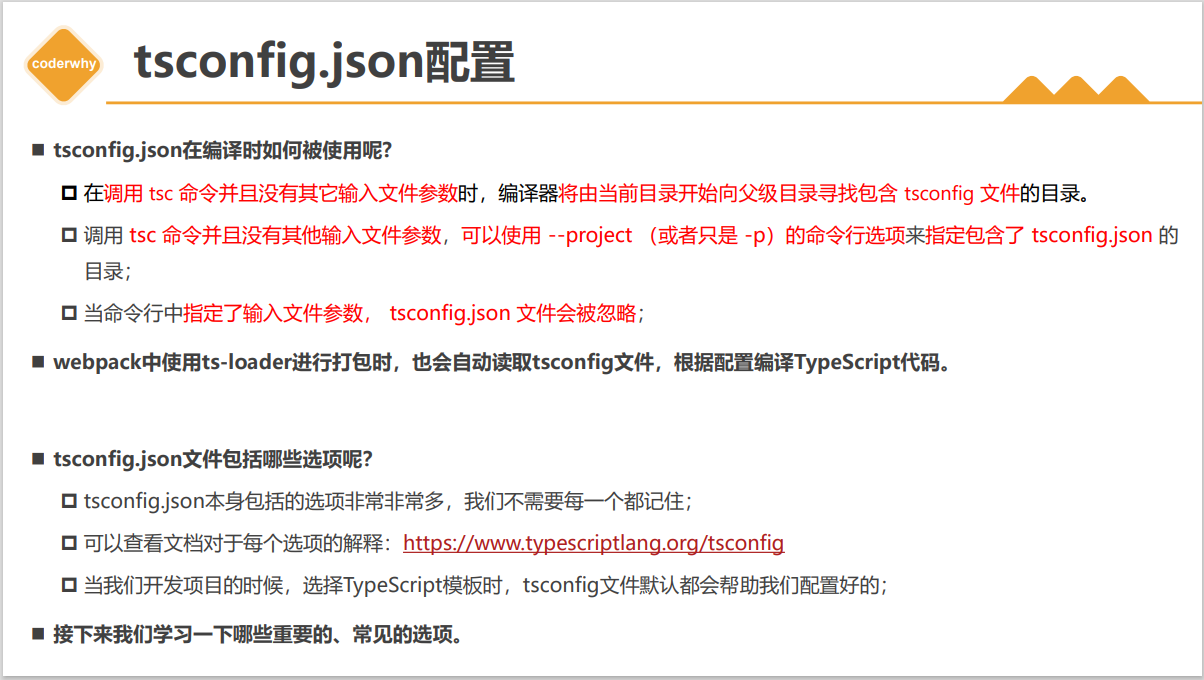 coderwhy
tsconfig.json配置
tsconfig.json在编译时如何被使用呢?
在调用 tsc 命令并且没有其它输入文件参数时，编译器将由当前目录开始向父级目录寻找包含 tsconfig 文件的目录。
调用 tsc 命令并且没有其他输入文件参数，可以使用 --project （或者只是 -p）的命令行选项来指定包含了 tsconfig.json 的
目录；
当命令行中指定了输入文件参数， tsconfig.json 文件会被忽略；
webpack中使用ts-loader进行打包时，也会自动读取tsconfig文件，根据配置编译TypeScript代码。
tsconfig.json文件包括哪些选项呢?
tsconfig.json本身包括的选项非常非常多，我们不需要每一个都记住；
可以查看文档对于每个选项的解释：https://www.typescriptlang.org/tsconfig
当我们开发项目的时候，选择TypeScript模板时，tsconfig文件默认都会帮助我们配置好的；
接下来我们学习一下哪些重要的、常见的选项。